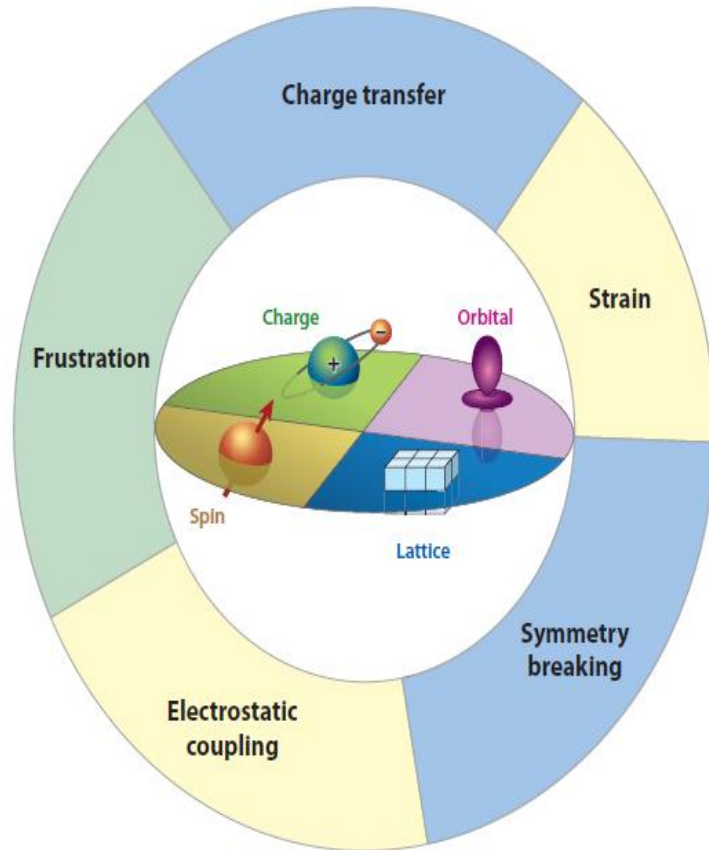 Charge transfer
Strain
Charge
Orbital
Frustration
+
−
Spin
Lattice
Symmetry
breaking
Electrostatic
coupling